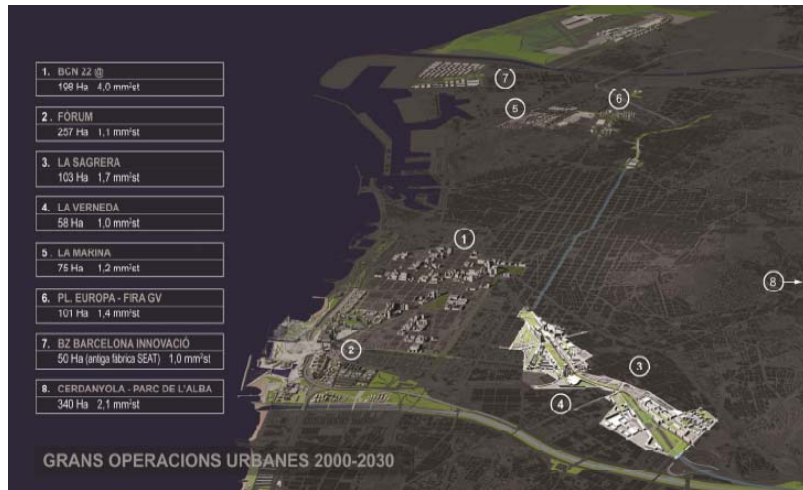 1. BCN 22 @
198 Ha 4,0 mm²st
2 . FÒRUM
257 Ha 1,1 mm²st
3. LA SAGRERA
103 Ha 1,7 mm²st
4. LA VERNEDA
58 Ha 1,0 mm²st
5 . LA MARINA
75 Ha 1,2 mm²st
6. PL. EUROPA - FIRA GV
101 Ha 1,4 mm²st
7. BZ BARCELONA INNOVACIÓ
50 Ha (antiga fàbrica SEAT) 1,0 mm²st
8. CERDANYOLA - PARC DE L'ALBA
340 Ha 2,1 mm²st
GRANS OPERACIONS URBANES 2000-2030
7
6
5
1
8
2
3
4